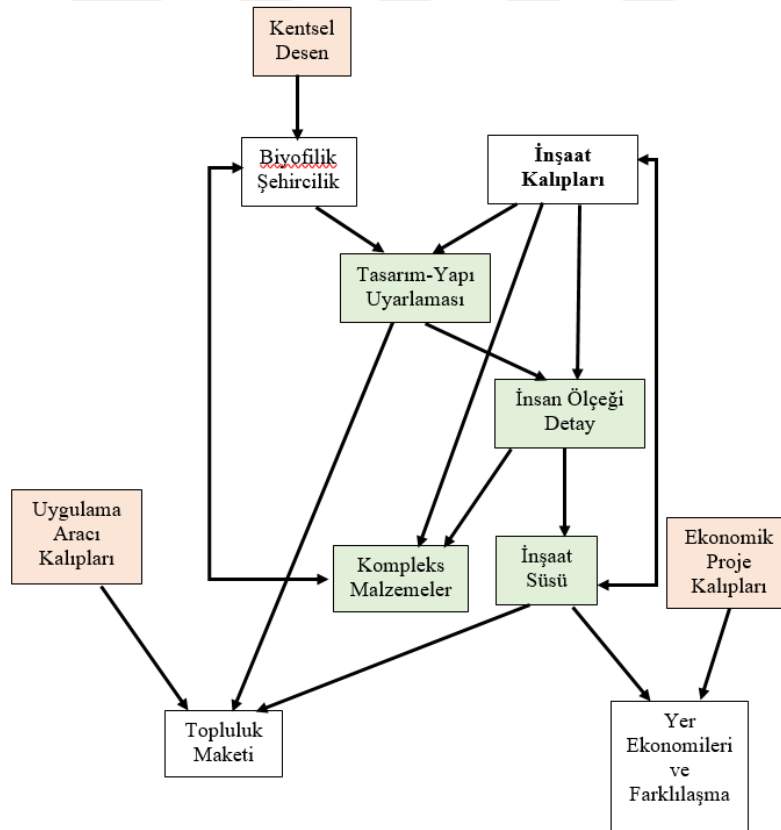 Kentsel
Desen
Biyofilik
Şehircilik
İnşaat
Kalıpları
Tasarım-Yapı
Uyarlaması
İnsan Ölçeği
Detay
Uygulama
Aracı
Kalıpları
Kompleks
Malzemeler
İnşaat
Süsü
Ekonomik
Proje
Kalıpları
Topluluk
Maketi
Yer
Ekonomileri
ve
Farklılaşma